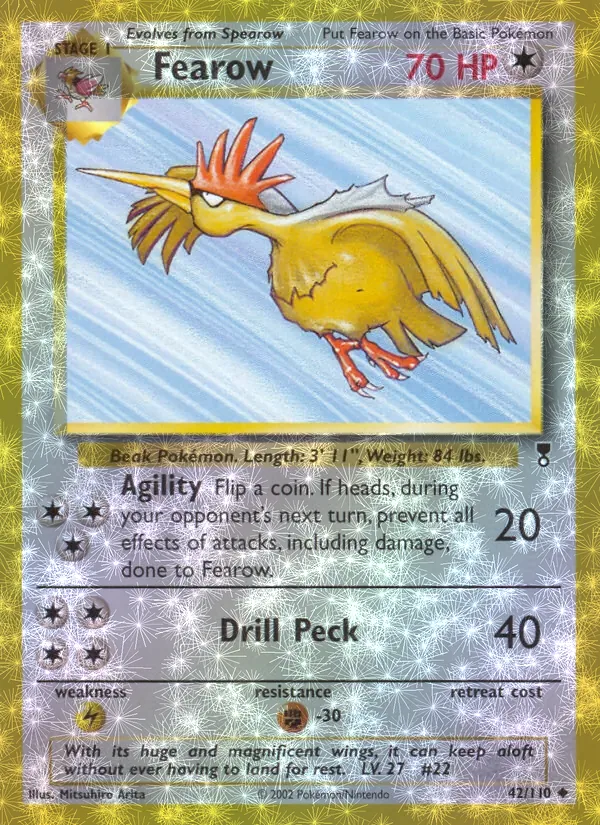 Evolves from Spearow Put Fearow on the Basic Pokémon
STAGE 1
Fearow 70 HP
Beak Pokémon. Length: 3' 11", Weight: 84 lbs.
Agility Flip a coin. If heads, during
your opponent's next turn, prevent all
effects of attacks, including damage,
done to Fearow.
20
Drill Peck 40
weakness resistance retreat cost
-30
With its huge and magnificent wings, it can keep aloft
without ever having to land for rest. LV. 27 #22
Illus. Mitsuhiro Arita © 2002 Pokémon/Nintendo 42/110